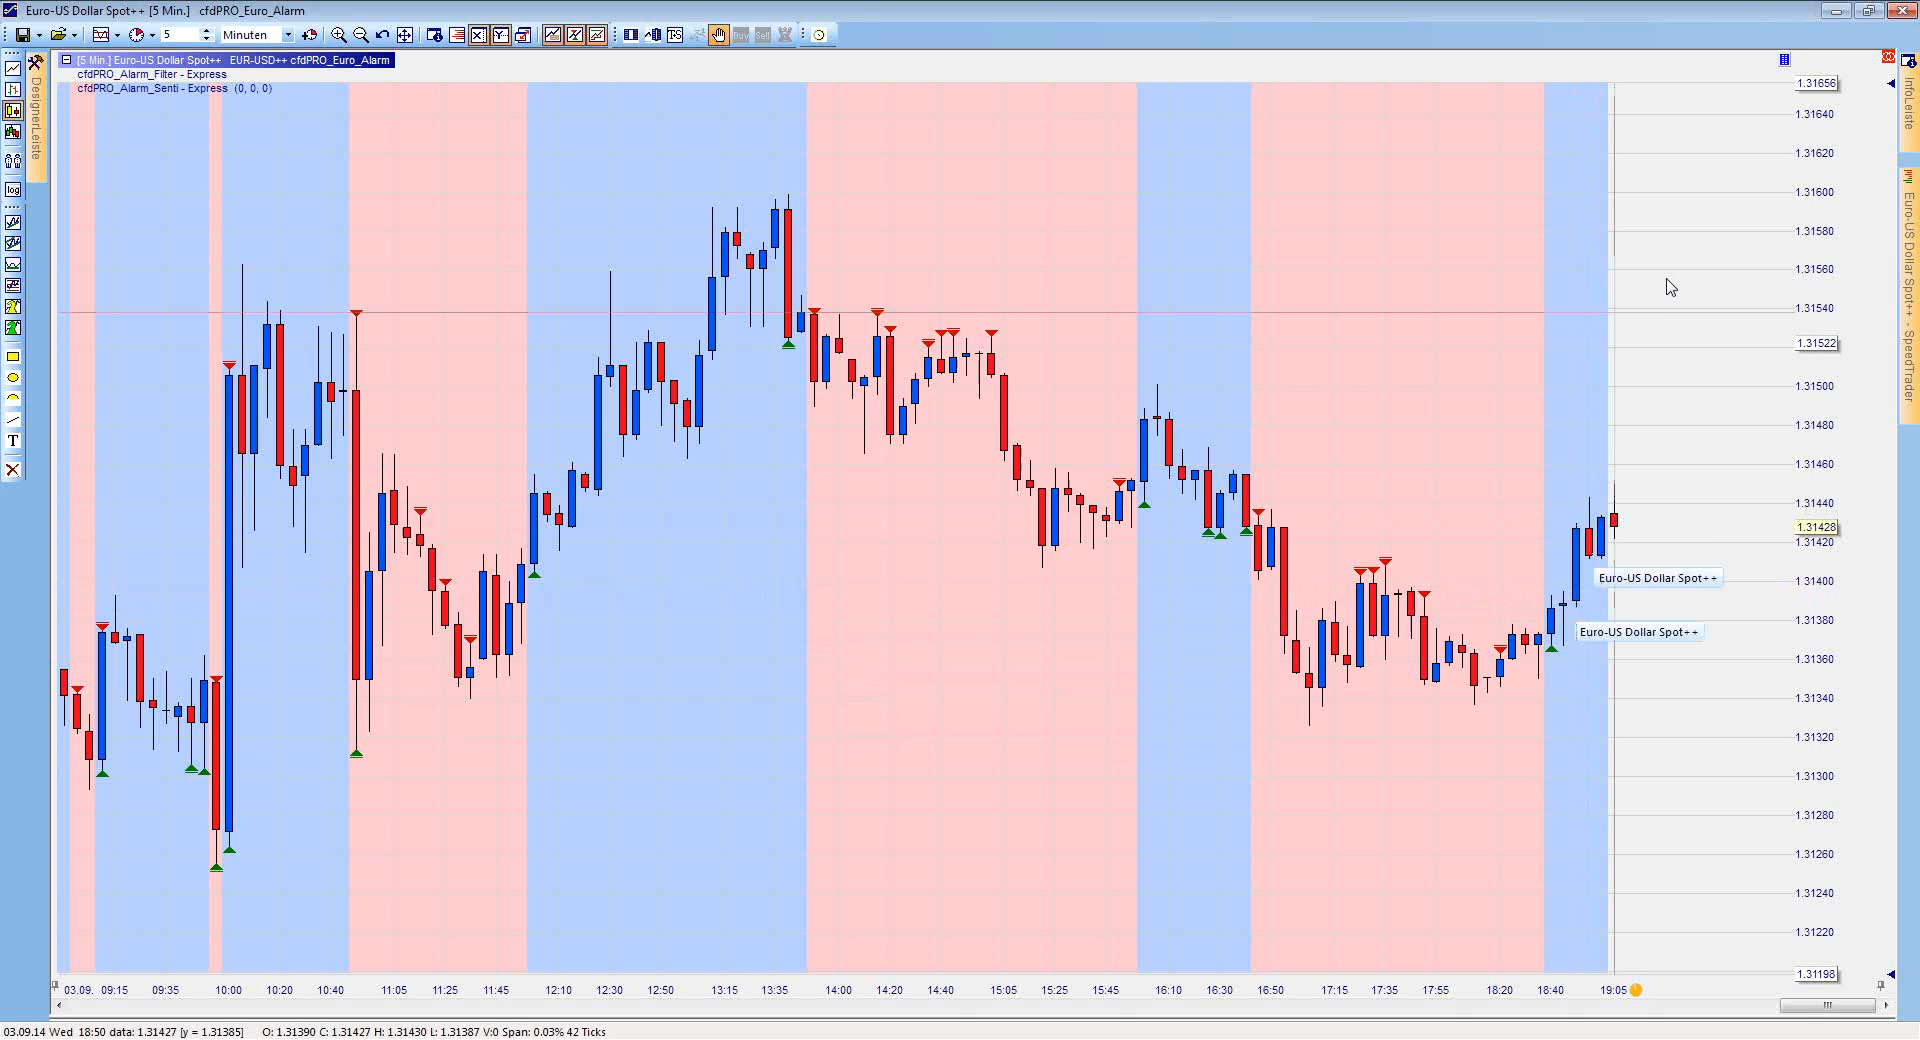 Euro-US Dollar Spot++ [5 Min.]   cfdPRO_Euro_Alarm
5
Minuten
T-S
Buy
Sell
[5 Min.] Euro-US Dollar Spot++   EUR-USD++ cfdPRO_Euro_Alarm
cfdPRO_Alarm_Filter - Express
cfdPRO_Alarm_Senti - Express  (0, 0, 0)
DesignerLeiste
log
T
InfoLeiste
Euro-US Dollar Spot++ - SpeedTrader
1.31656
1.31640
1.31620
1.31600
1.31580
1.31560
1.31540
1.31522
1.31500
1.31480
1.31460
1.31440
1.31428
1.31420
1.31400
1.31380
1.31360
1.31340
1.31320
1.31300
1.31280
1.31260
1.31240
1.31220
1.31198
Euro-US Dollar Spot++
Euro-US Dollar Spot++
03.09. 09:15 09:35 10:00 10:20 10:40 11:05 11:25 11:45 12:10 12:30 12:50 13:15 13:35 14:00 14:20 14:40 15:05 15:25 15:45 16:10 16:30 16:50 17:15 17:35 17:55 18:20 18:40 19:05
03.09.14 Wed  18:50 data: 1.31427 [y = 1.31385]   O: 1.31390 C: 1.31427 H: 1.31430 L: 1.31387 V:0 Span: 0.03% 42 Ticks